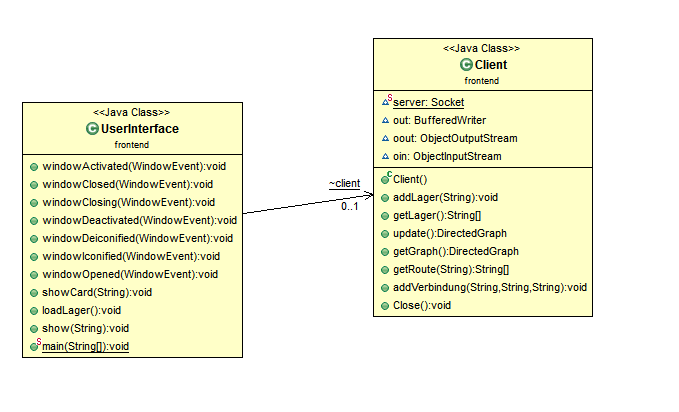 <<Java Class>>
UserInterface
frontend
windowActivated(WindowEvent):void
windowClosed(WindowEvent):void
windowClosing(WindowEvent):void
windowDeactivated(WindowEvent):void
windowDeiconified(WindowEvent):void
windowIconified(WindowEvent):void
windowOpened(WindowEvent):void
showCard(String):void
loadLager():void
show(String):void
main(String[]):void
~client
0..1
<<Java Class>>
Client
frontend
server: Socket
out: BufferedWriter
oout: ObjectOutputStream
oin: ObjectInputStream
Client()
addLager(String):void
getLager():String[]
update():DirectedGraph
getGraph():DirectedGraph
getRoute(String):String[]
addVerbindung(String,String,String):void
Close():void